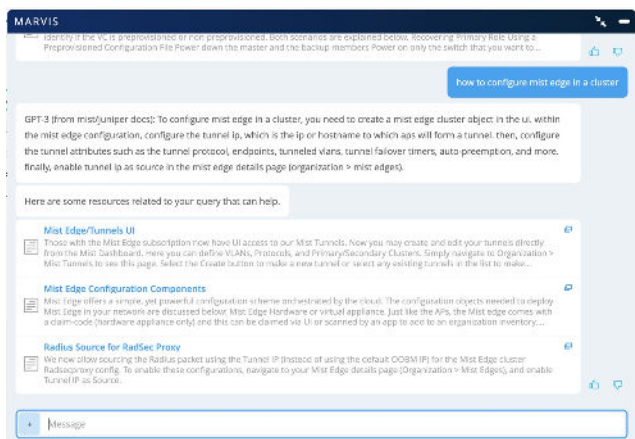 MARVIS
identify if the VC is preprovisioned or non-preprovisioned. Both scenarios are explained below. Recovering Primary Role Using a
Preprovisioned Configuration File Power down the master and the backup members Power on only the switch that you want to...
how to configure mist edge in a cluster
GPT-3 (from mist/juniper docs): To configure mist edge in a cluster, you need to create a mist edge cluster object in the ui. within
the mist edge configuration, configure the tunnel ip, which is the ip or hostname to which aps will form a tunnel. then, configure
the tunnel attributes such as the tunnel protocol, endpoints, tunneled vlans, tunnel failover timers, auto-preemption, and more.
finally, enable tunnel ip as source in the mist edge details page (organization > mist edges).
Here are some resources related to your query that can help.
Mist Edge/Tunnels UI
Those with the Mist Edge subscription now have UI access to our Mist Tunnels. Now you may create and edit your tunnels directly
from the Mist Dashboard. Here you can define VLANs, Protocols, and Primary/Secondary Clusters. Simply navigate to Organization >
Mist Tunnels to see this page. Select the Create button to make a new tunnel or select any existing tunnels in the list to make...
Mist Edge Configuration Components
Mist Edge offers a simple, yet powerful configuration scheme orchestrated by the cloud. The configuration objects needed to deploy
Mist Edge in your network are discussed below: Mist Edge Hardware or virtual appliance. Just like the APs, the Mist edge comes with
a claim-code (hardware appliance only) and this can be claimed via UI or scanned by an app to add to an organization inventory....
Radius Source for RadSec Proxy
We now allow sourcing the Radius packet using the Tunnel IP (instead of using the default OOBM IP) for the Mist Edge cluster
Radsecproxy config. To enable these configurations, navigate to your Mist Edge details page (Organization > Mist Edges), and enable
Tunnel IP as Source.
Message